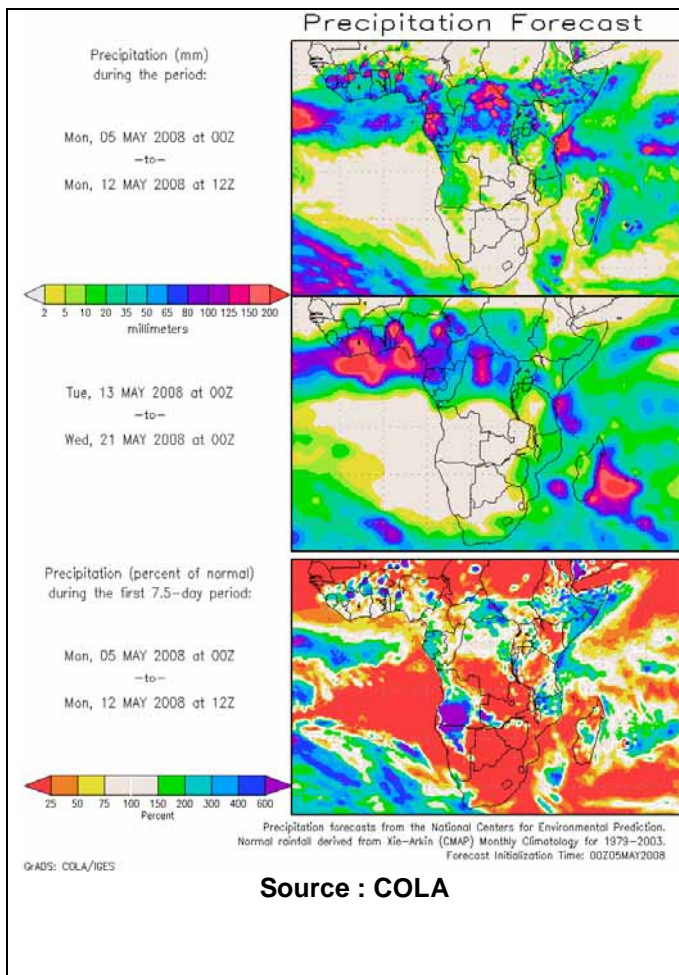 Precipitation Forecast
Precipitation (mm)
during the period:
Mon, 05 MAY 2008 at 00Z
-to-
Mon, 12 MAY 2008 at 12Z
2 5 10 20 35 50 65 80 100 125 150 200
millimeters
Tue, 13 MAY 2008 at 00Z
-to-
Wed, 21 MAY 2008 at 00Z
Precipitation (percent of normal)
during the first 7.5-day period:
Mon, 05 MAY 2008 at 00Z
-to-
Mon, 12 MAY 2008 at 12Z
25 50 75 100 150 200 300 400 600
Percent
Precipitation forecasts from the National Centers for Environmental Prediction.
Normal rainfall derived from Xie-Arkin (CMAP) Monthly Climatology for 1979-2003.
Forecast Initialization Time: 00Z05MAY2008
GrADS: COLA/IGES
Source : COLA